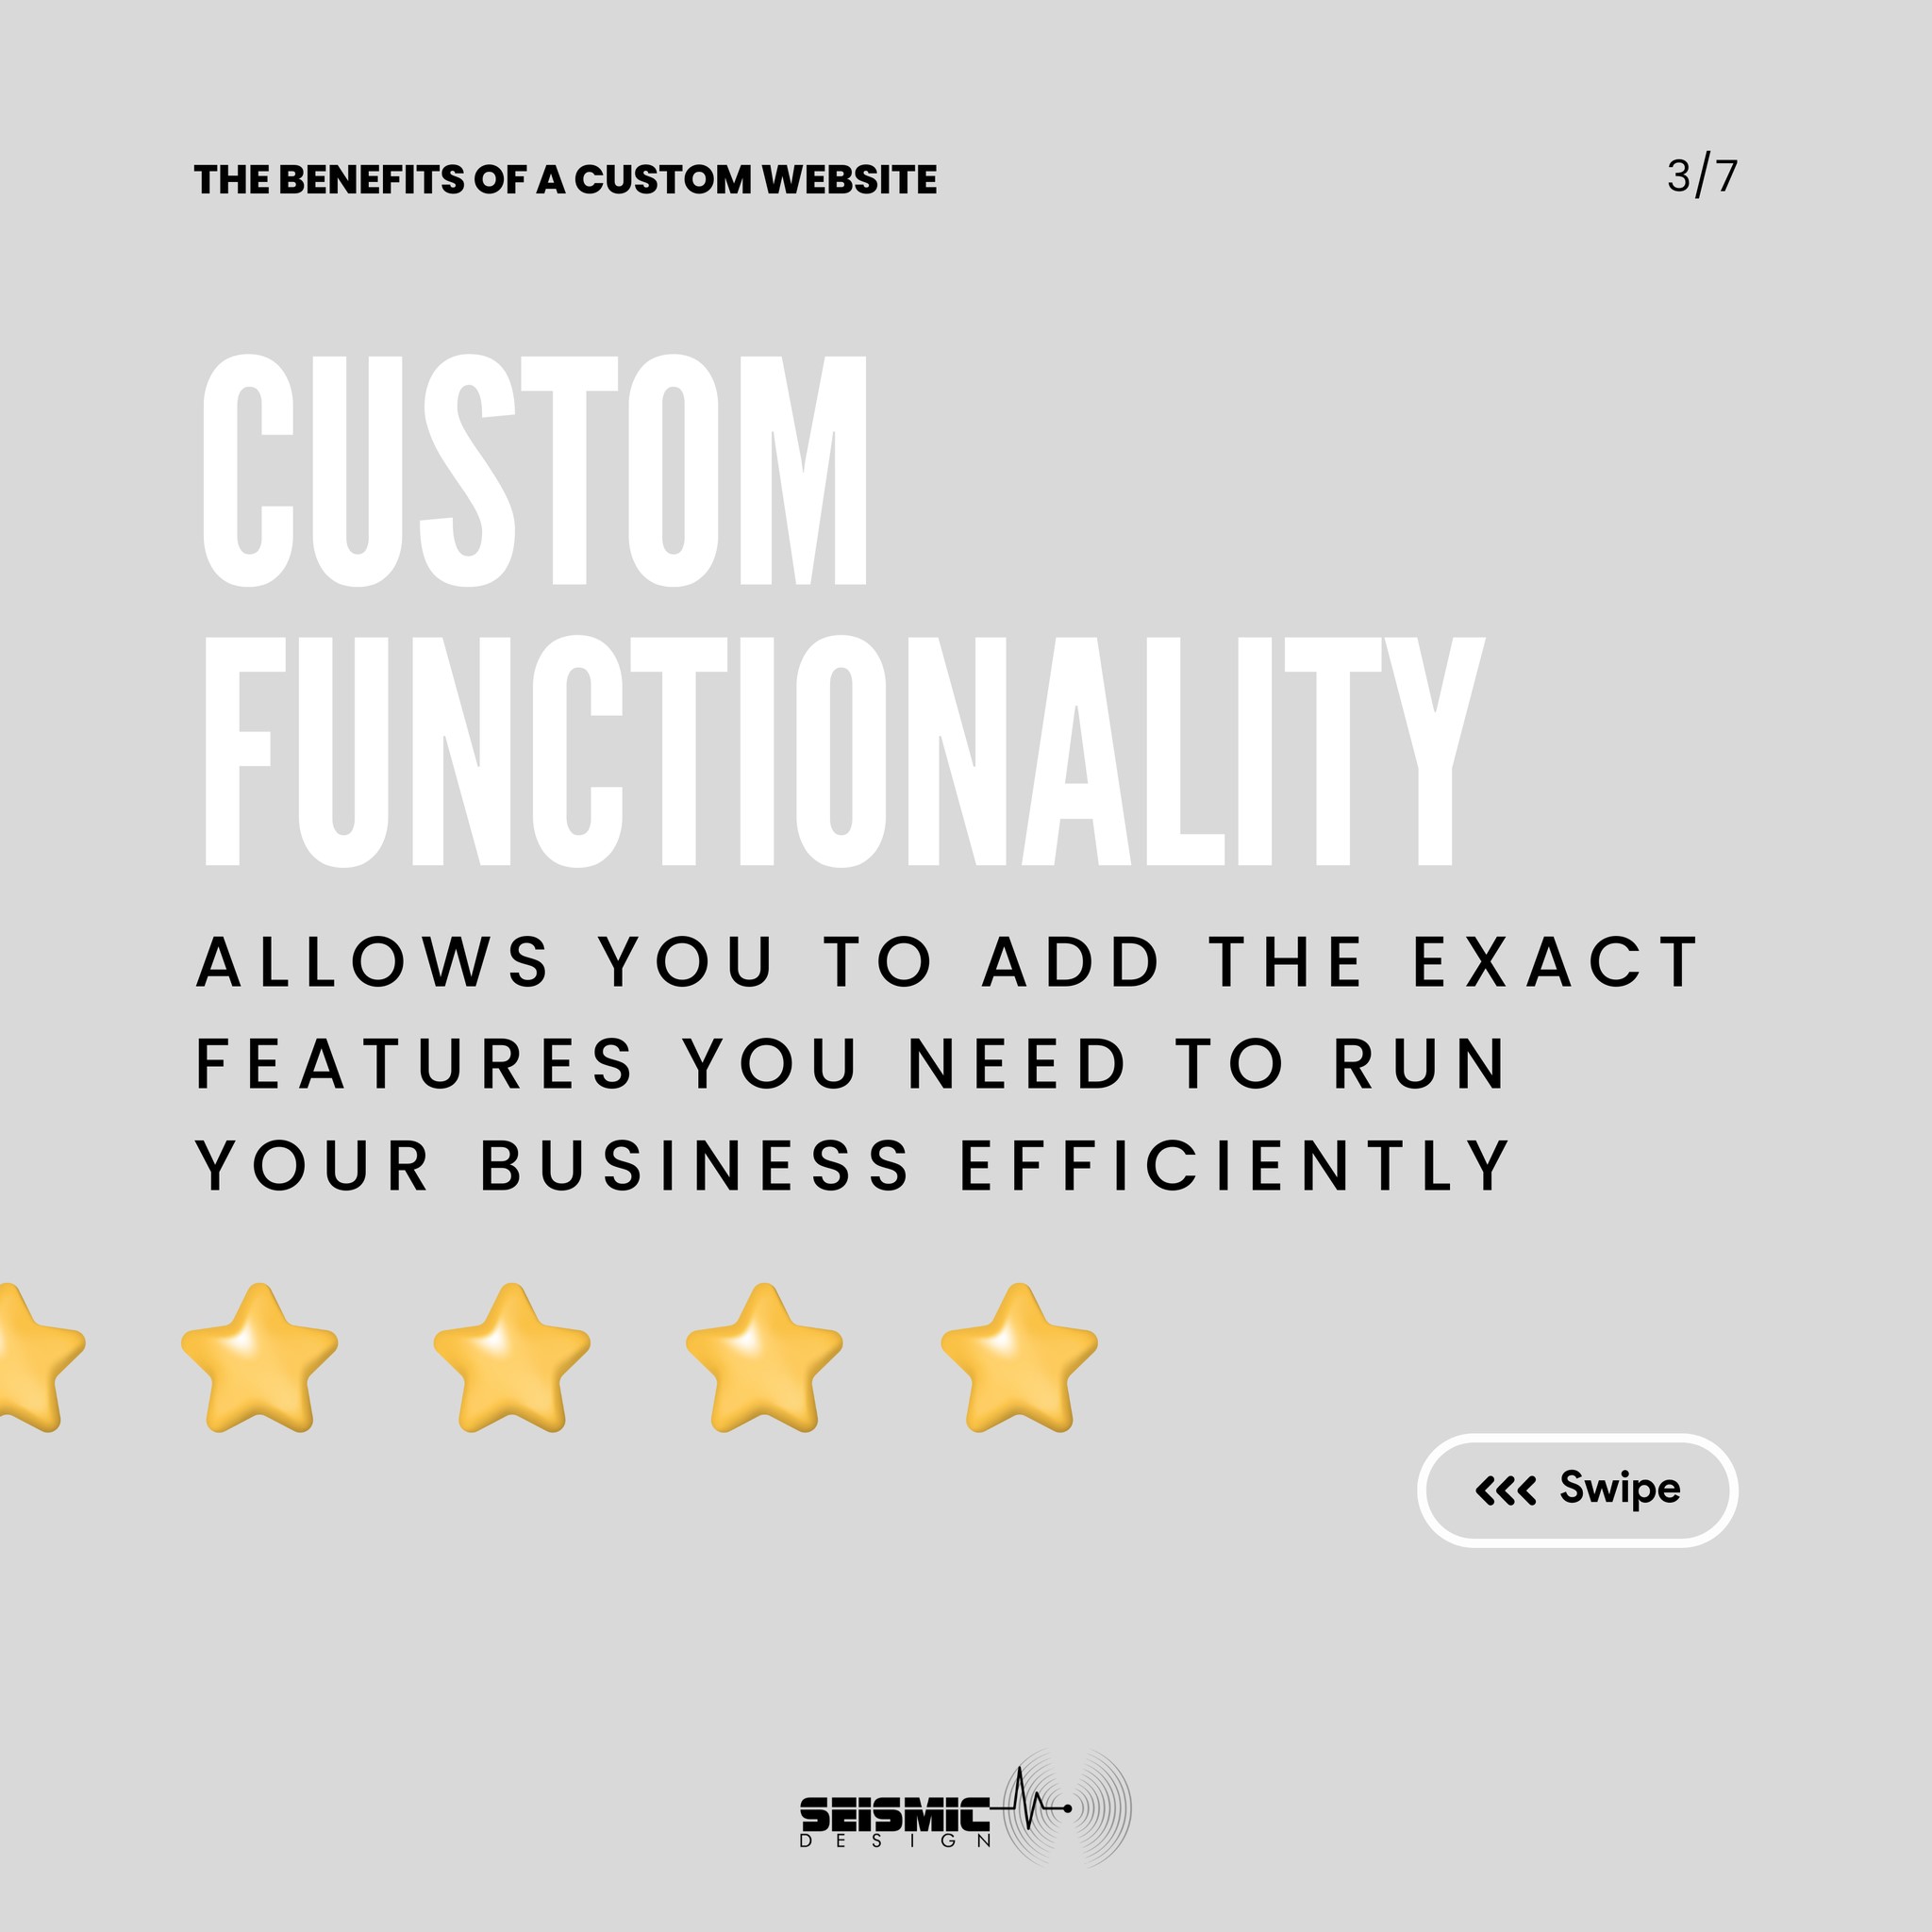 THE BENEFITS OF A CUSTOM WEBSITE
3/7
CUSTOM
FUNCTIONALITY
ALLOWS YOU TO ADD THE EXACT
FEATURES YOU NEED TO RUN
YOUR BUSINESS EFFICIENTLY
Swipe
SEISMIC
DESIGN